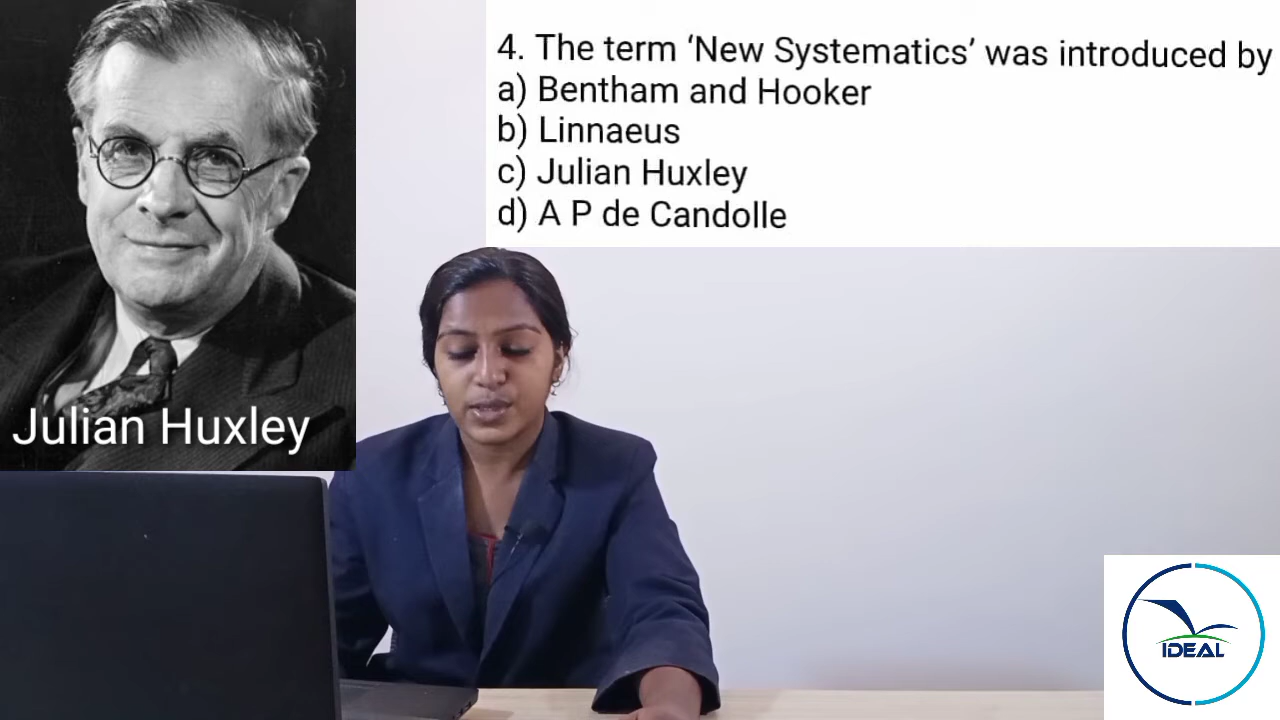 4. The term ‘New Systematics’ was introduced by
a) Bentham and Hooker
b) Linnaeus
c) Julian Huxley
d) A P de Candolle
Julian Huxley
IDEAL